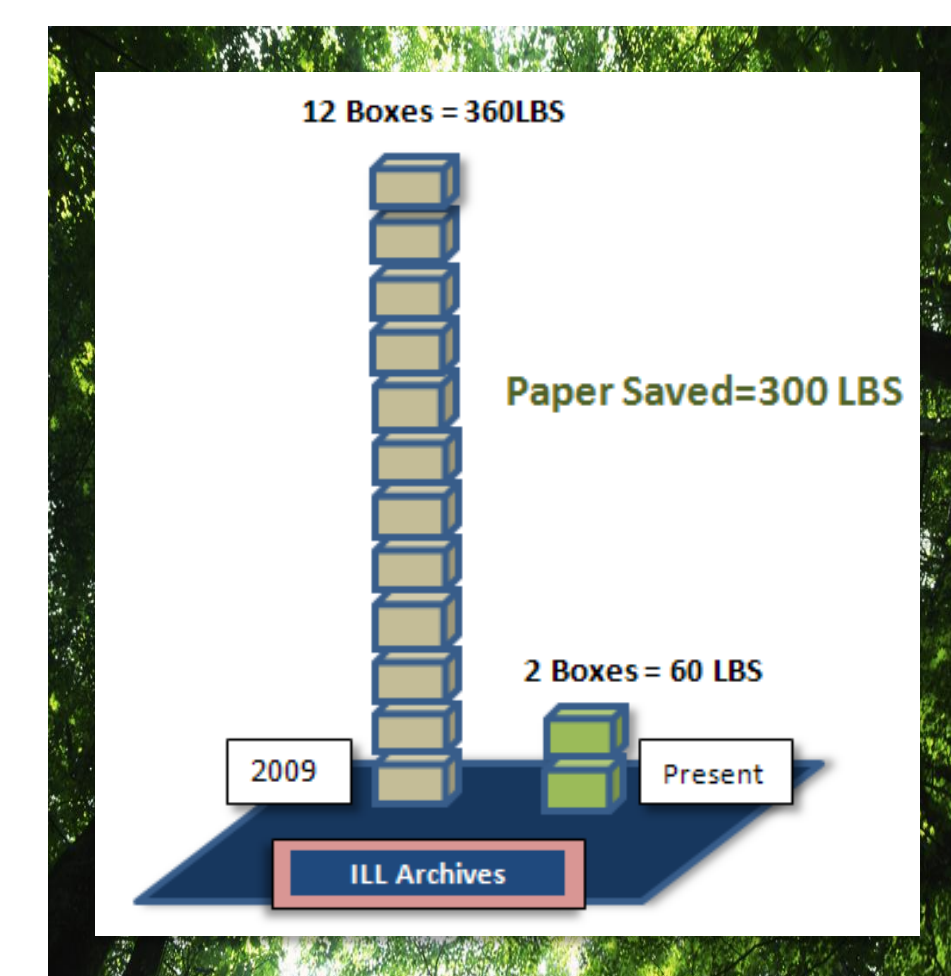 12 Boxes = 360LBS
Paper Saved=300 LBS
2 Boxes = 60 LBS
2009
Present
ILL Archives